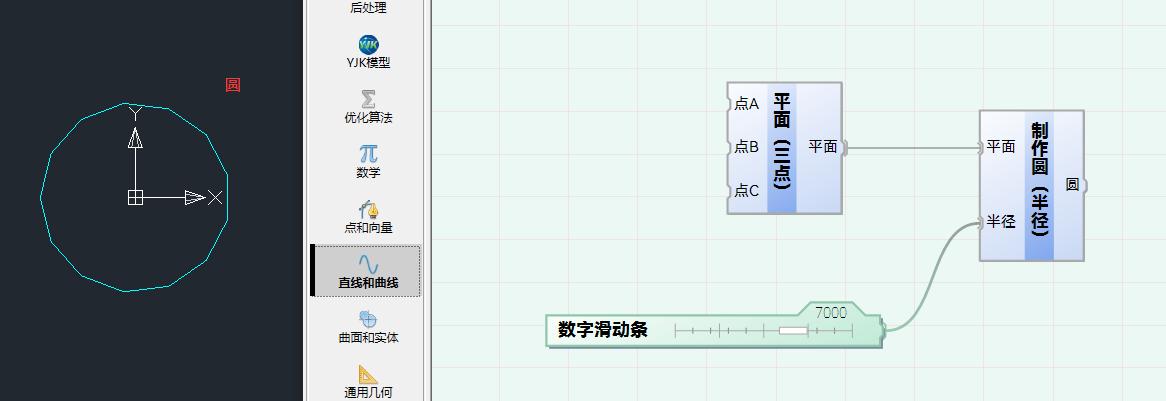 圆
Y
X
后处理
YJK
YJK模型
Σ
优化算法
π
数学
点和向量
直线和曲线
曲面和实体
通用几何
点A
点B
点C
平面（三点）
平面
平面
半径
制作圆（半径）
圆
数字滑动条
7000